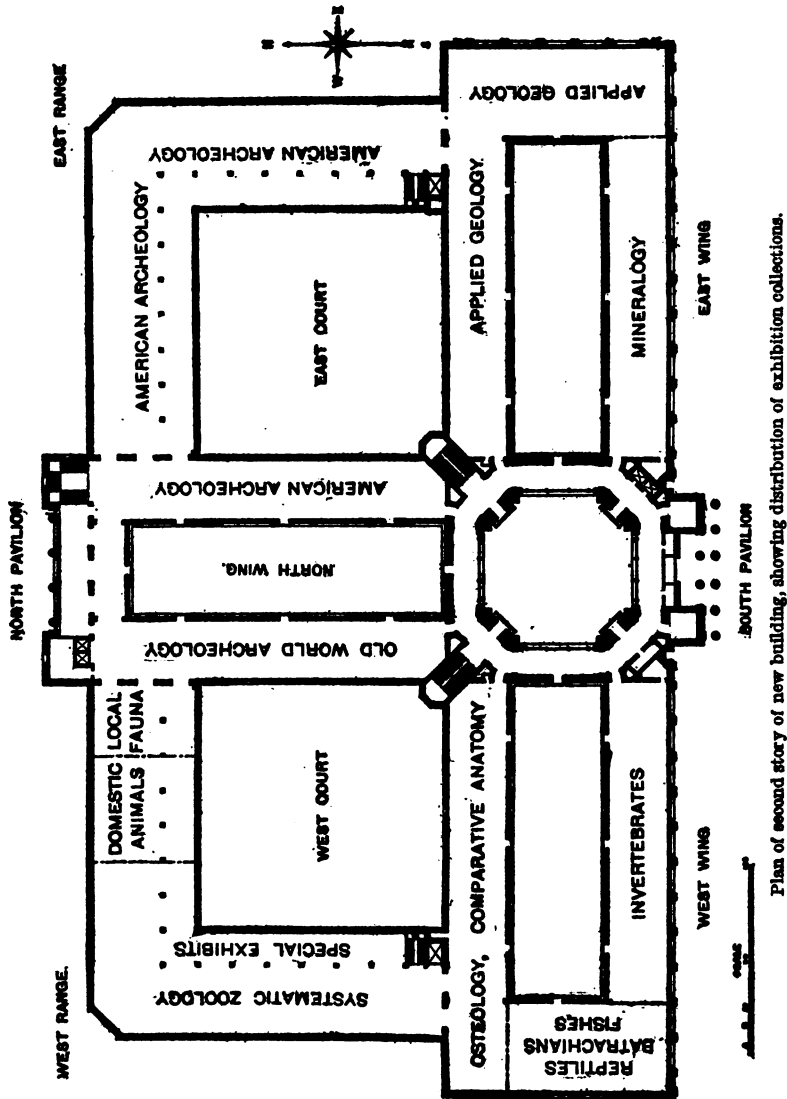 NORTH PAVILION
WEST RANGE.
EAST RANGE
DOMESTIC
ANIMALS
LOCAL
FAUNA
AMERICAN ARCHEOLOGY
SYSTEMATIC ZOOLOGY
SPECIAL EXHIBITS
WEST COURT
OLD WORLD ARCHEOLOGY
NORTH WING.
AMERICAN ARCHEOLOGY
EAST COURT
AMERICAN ARCHEOLOGY
E
W
OSTEOLOGY, COMPARATIVE ANATOMY
APPLIED GEOLOGY
APPLIED GEOLOGY
REPTILES
BATRACHIANS
FISHES
INVERTEBRATES
MINERALOGY
WEST WING
SOUTH PAVILION
EAST WING
SCALE
Plan of second story of new building, showing distribution of exhibition collections.